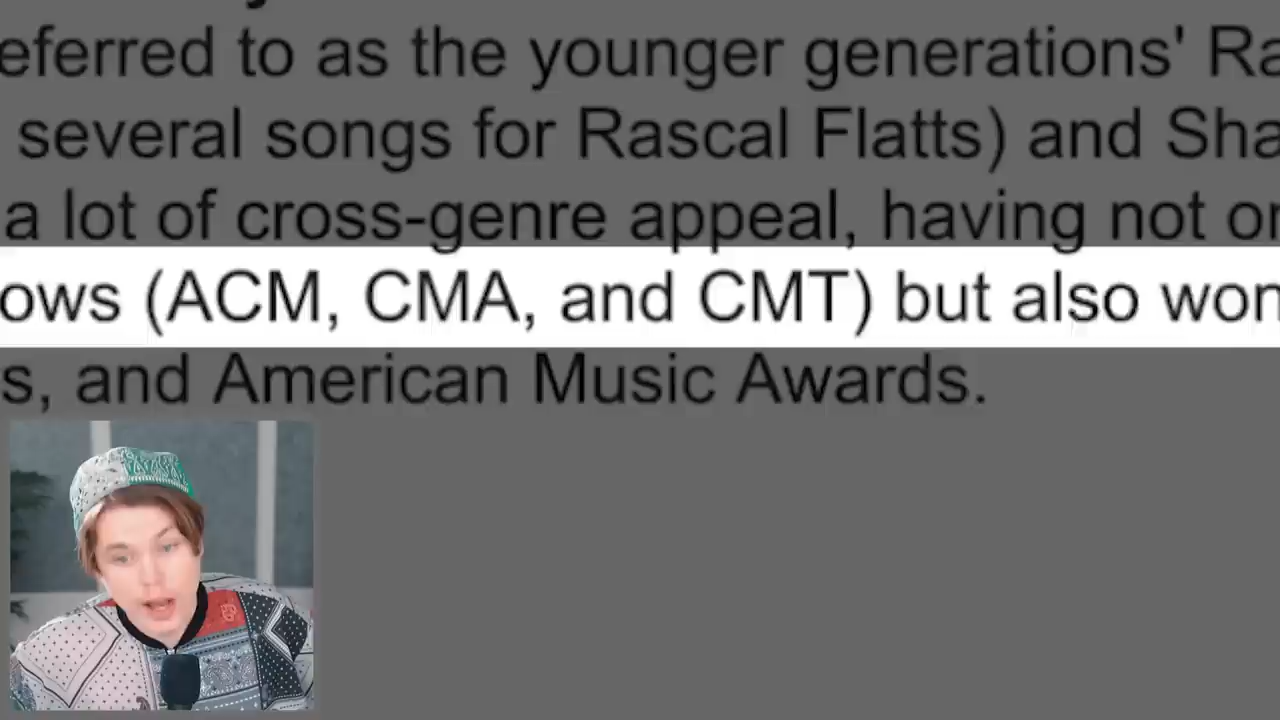 eferred to as the younger generations' Ra
several songs for Rascal Flatts) and Sha
a lot of cross-genre appeal, having not or
ows (ACM, CMA, and CMT) but also won
s, and American Music Awards.